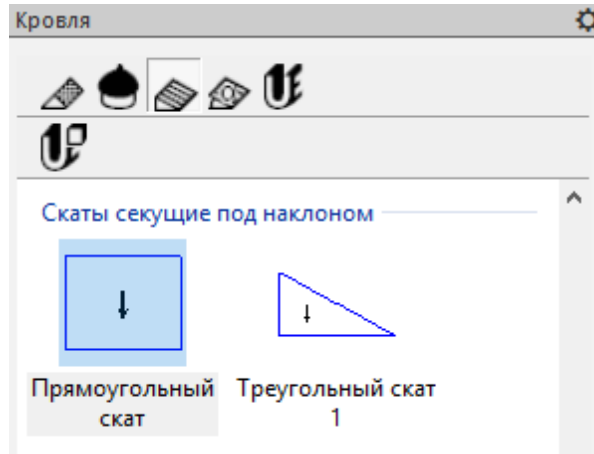 Кровля
Скаты секущие под наклоном
Прямоугольный
скат
Треугольный скат
1